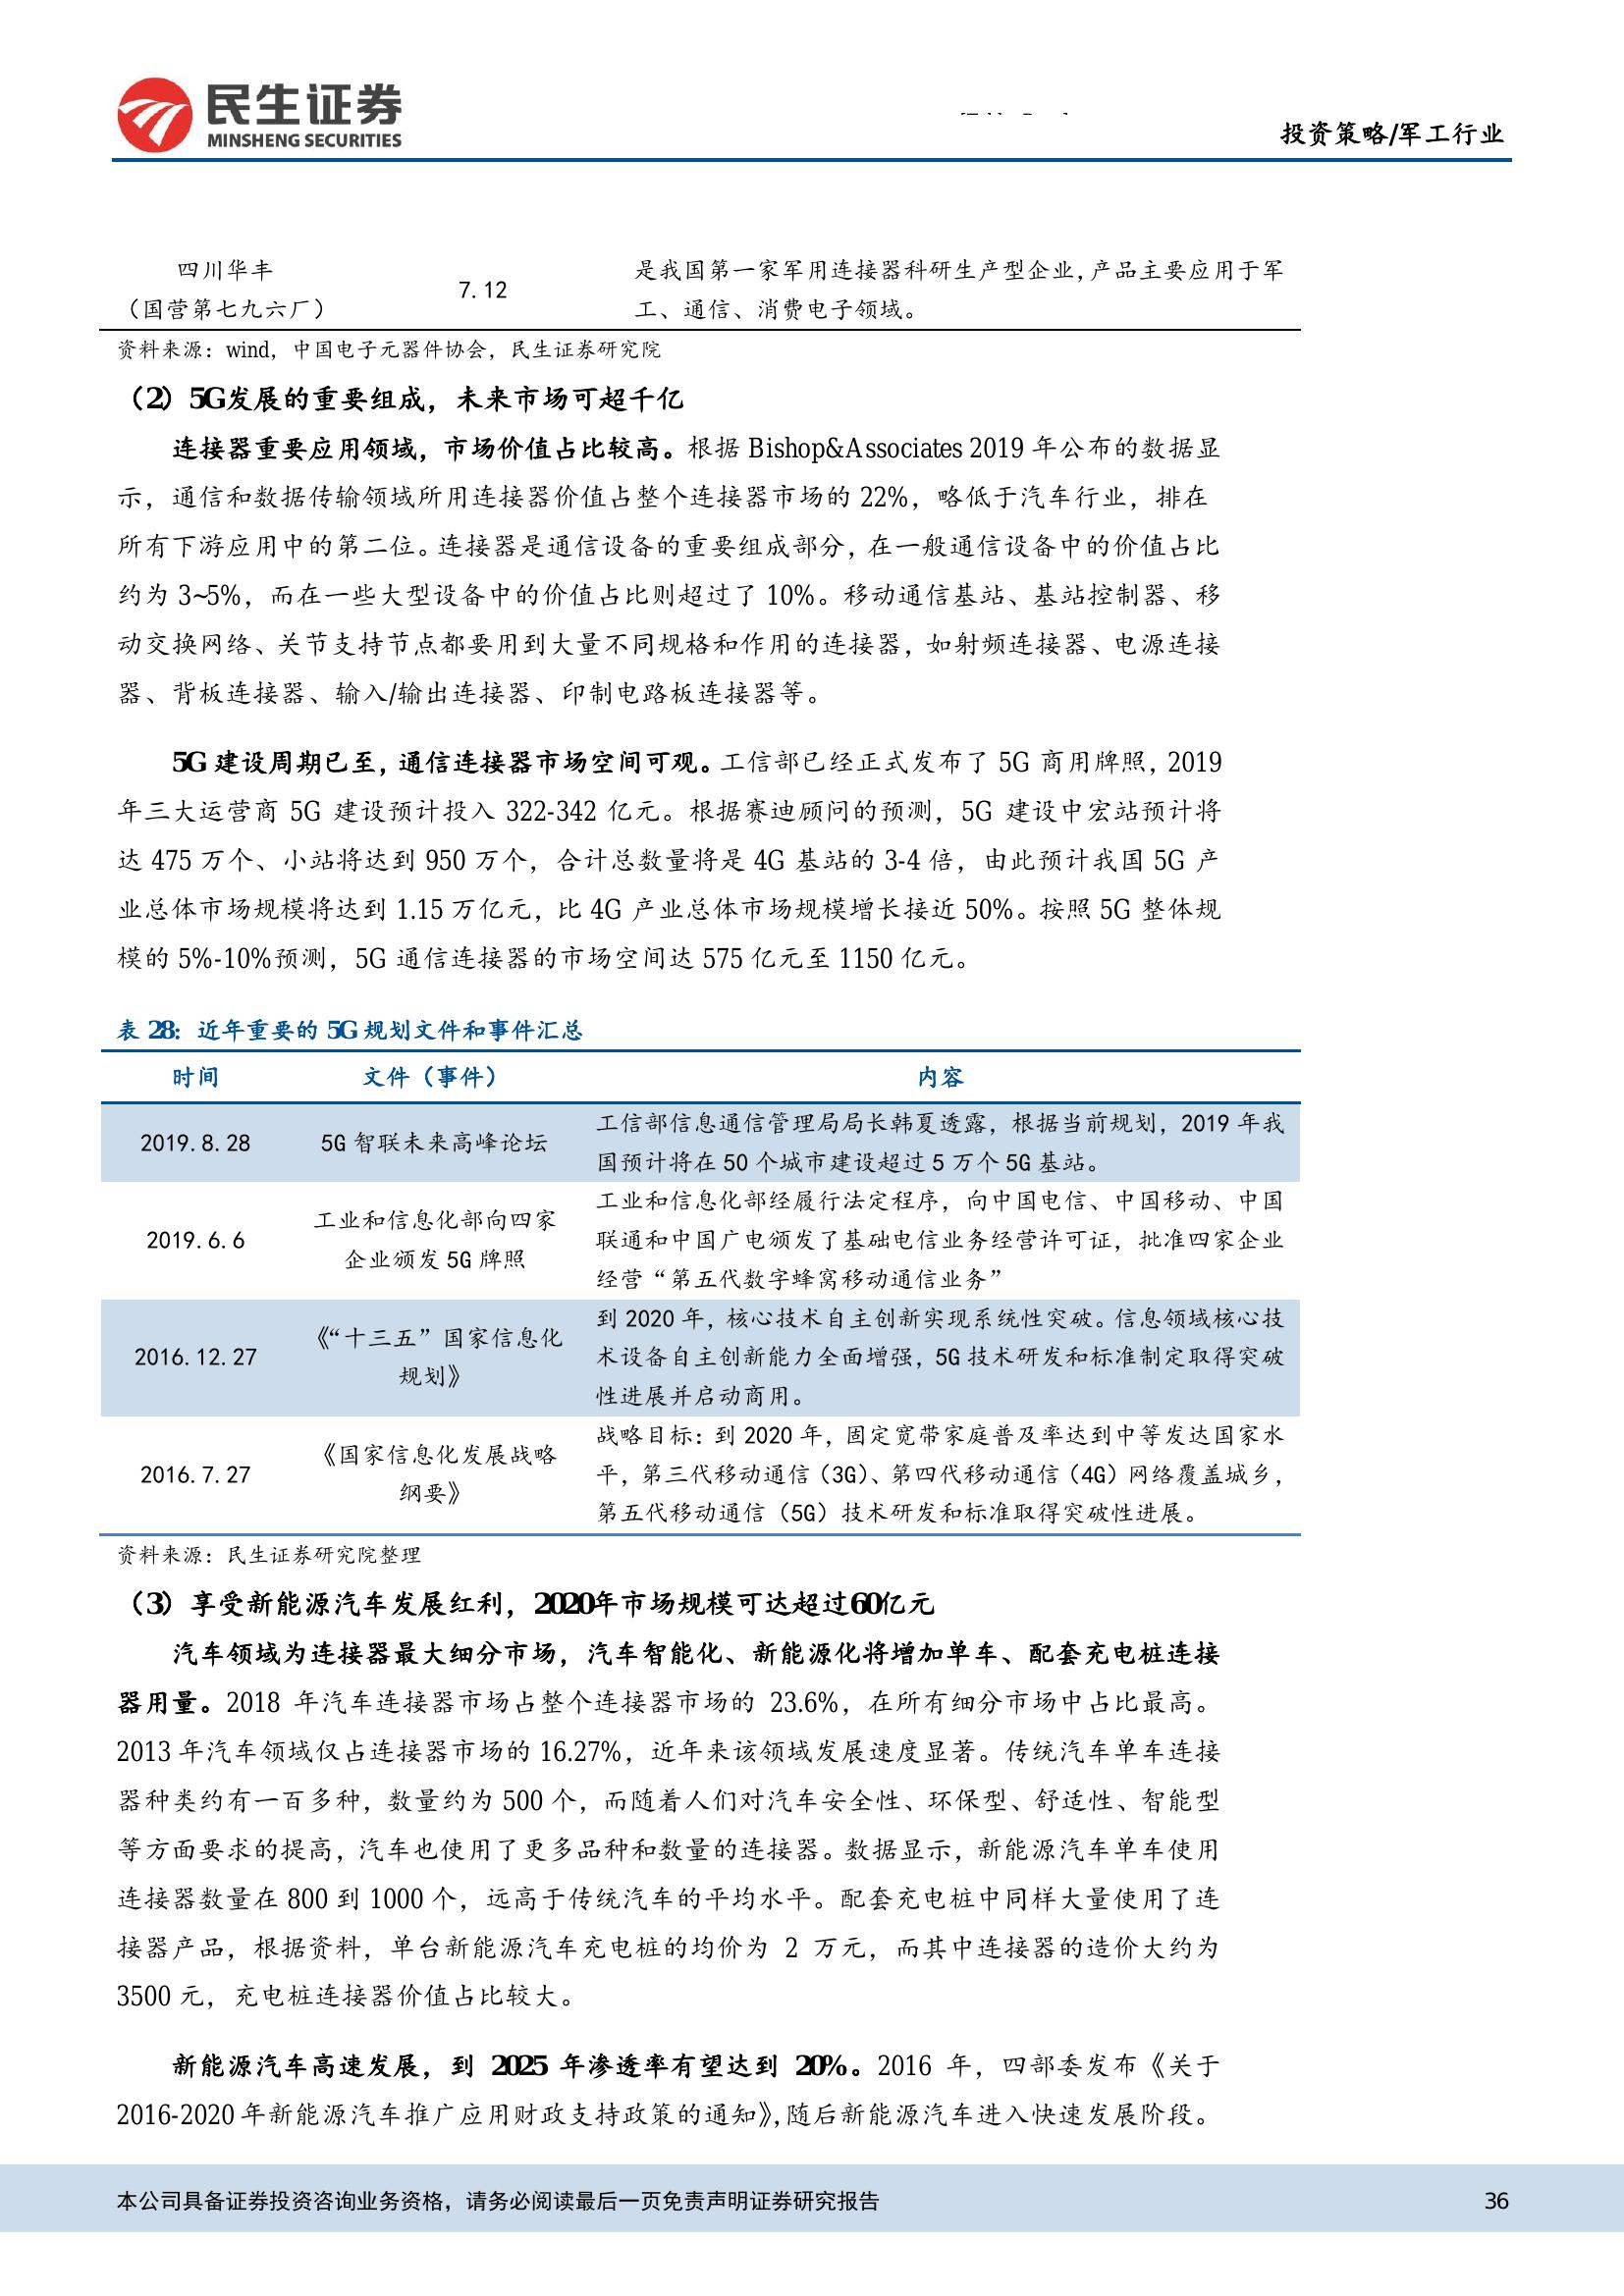 民生证券
MINSHENG SECURITIES
投资策略/军工行业
四川华丰
（国营第七九六厂）
7.12
是我国第一家军用连接器科研生产型企业，产品主要应用于军
工、通信、消费电子领域。
资料来源：wind，中国电子元器件协会，民生证券研究院
（2）5G发展的重要组成，未来市场可超千亿
连接器重要应用领域，市场价值占比较高。根据 Bishop&Associates 2019 年公布的数据显
示，通信和数据传输领域所用连接器价值占整个连接器市场的 22%，略低于汽车行业，排在
所有下游应用中的第二位。连接器是通信设备的重要组成部分，在一般通信设备中的价值占比
约为 3~5%，而在一些大型设备中的价值占比则超过了 10%。移动通信基站、基站控制器、移
动交换网络、关节支持节点都要用到大量不同规格和作用的连接器，如射频连接器、电源连接
器、背板连接器、输入/输出连接器、印制电路板连接器等。
5G 建设周期已至，通信连接器市场空间可观。工信部已经正式发布了 5G 商用牌照，2019
年三大运营商 5G 建设预计投入 322-342 亿元。根据赛迪顾问的预测，5G 建设中宏站预计将
达 475 万个、小站将达到 950 万个，合计总数量将是 4G 基站的 3-4 倍，由此预计我国 5G 产
业总体市场规模将达到 1.15 万亿元，比 4G 产业总体市场规模增长接近 50%。按照 5G 整体规
模的 5%-10%预测，5G 通信连接器的市场空间达 575 亿元至 1150 亿元。
表 28：近年重要的 5G 规划文件和事件汇总
时间 文件（事件） 内容
2019.8.28
5G 智联未来高峰论坛
工信部信息通信管理局局长韩夏透露，根据当前规划，2019 年我
国预计将在 50 个城市建设超过 5 万个 5G 基站。
2019.6.6
工业和信息化部向四家
企业颁发 5G 牌照
工业和信息化部经履行法定程序，向中国电信、中国移动、中国
联通和中国广电颁发了基础电信业务经营许可证，批准四家企业
经营“第五代数字蜂窝移动通信业务”
2016.12.27
《“十三五”国家信息化
规划》
到 2020 年，核心技术自主创新实现系统性突破。信息领域核心技
术设备自主创新能力全面增强，5G 技术研发和标准制定取得突破
性进展并启动商用。
2016.7.27
《国家信息化发展战略
纲要》
战略目标：到 2020 年，固定宽带家庭普及率达到中等发达国家水
平，第三代移动通信（3G）、第四代移动通信（4G）网络覆盖城乡，
第五代移动通信（5G）技术研发和标准取得突破性进展。
资料来源：民生证券研究院整理
（3）享受新能源汽车发展红利，2020年市场规模可达超过60亿元
汽车领域为连接器最大细分市场，汽车智能化、新能源化将增加单车、配套充电桩连接
器用量。2018 年汽车连接器市场占整个连接器市场的 23.6%，在所有细分市场中占比最高。
2013 年汽车领域仅占连接器市场的 16.27%，近年来该领域发展速度显著。传统汽车单车连接
器种类约有一百多种，数量约为 500 个，而随着人们对汽车安全性、环保型、舒适性、智能型
等方面要求的提高，汽车也使用了更多品种和数量的连接器。数据显示，新能源汽车单车使用
连接器数量在 800 到 1000 个，远高于传统汽车的平均水平。配套充电桩中同样大量使用了连
接器产品，根据资料，单台新能源汽车充电桩的均价为 2 万元，而其中连接器的造价大约为
3500 元，充电桩连接器价值占比较大。
新能源汽车高速发展，到 2025 年渗透率有望达到 20%。2016 年，四部委发布《关于
2016-2020 年新能源汽车推广应用财政支持政策的通知》，随后新能源汽车进入快速发展阶段。
本公司具备证券投资咨询业务资格，请务必阅读最后一页免责声明证券研究报告
36